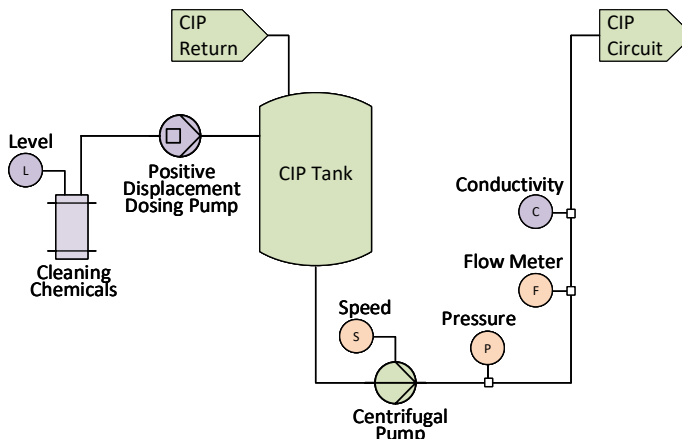 CIP
Return
CIP
Circuit
Level
L
Positive
Displacement
Dosing Pump
CIP Tank
Conductivity
C
Cleaning
Chemicals
Flow Meter
F
Speed
S
Pressure
P
Centrifugal
Pump